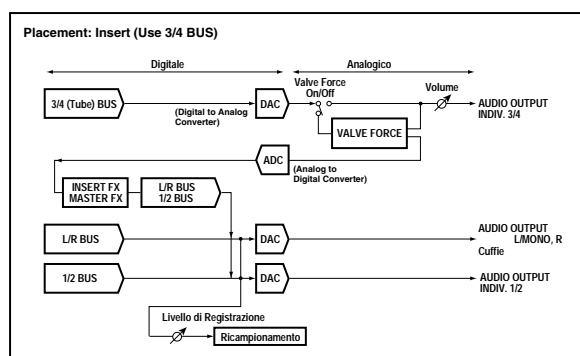 Placement: Insert (Use 3/4 BUS)
Digitale
Analogico
Valve Force
On/Off
Volume
3/4 (Tube) BUS
DAC
(Digital to Analog
Converter)
AUDIO OUTPUT
INDIV. 3/4
VALVE FORCE
ADC
(Analog to
Digital Converter)
INSERT FX
MASTER FX
L/R BUS
1/2 BUS
L/R BUS
DAC
AUDIO OUTPUT
L/MONO, R
Cuffie
1/2 BUS
DAC
AUDIO OUTPUT
INDIV. 1/2
Livello di Registrazione
Ricampionamento